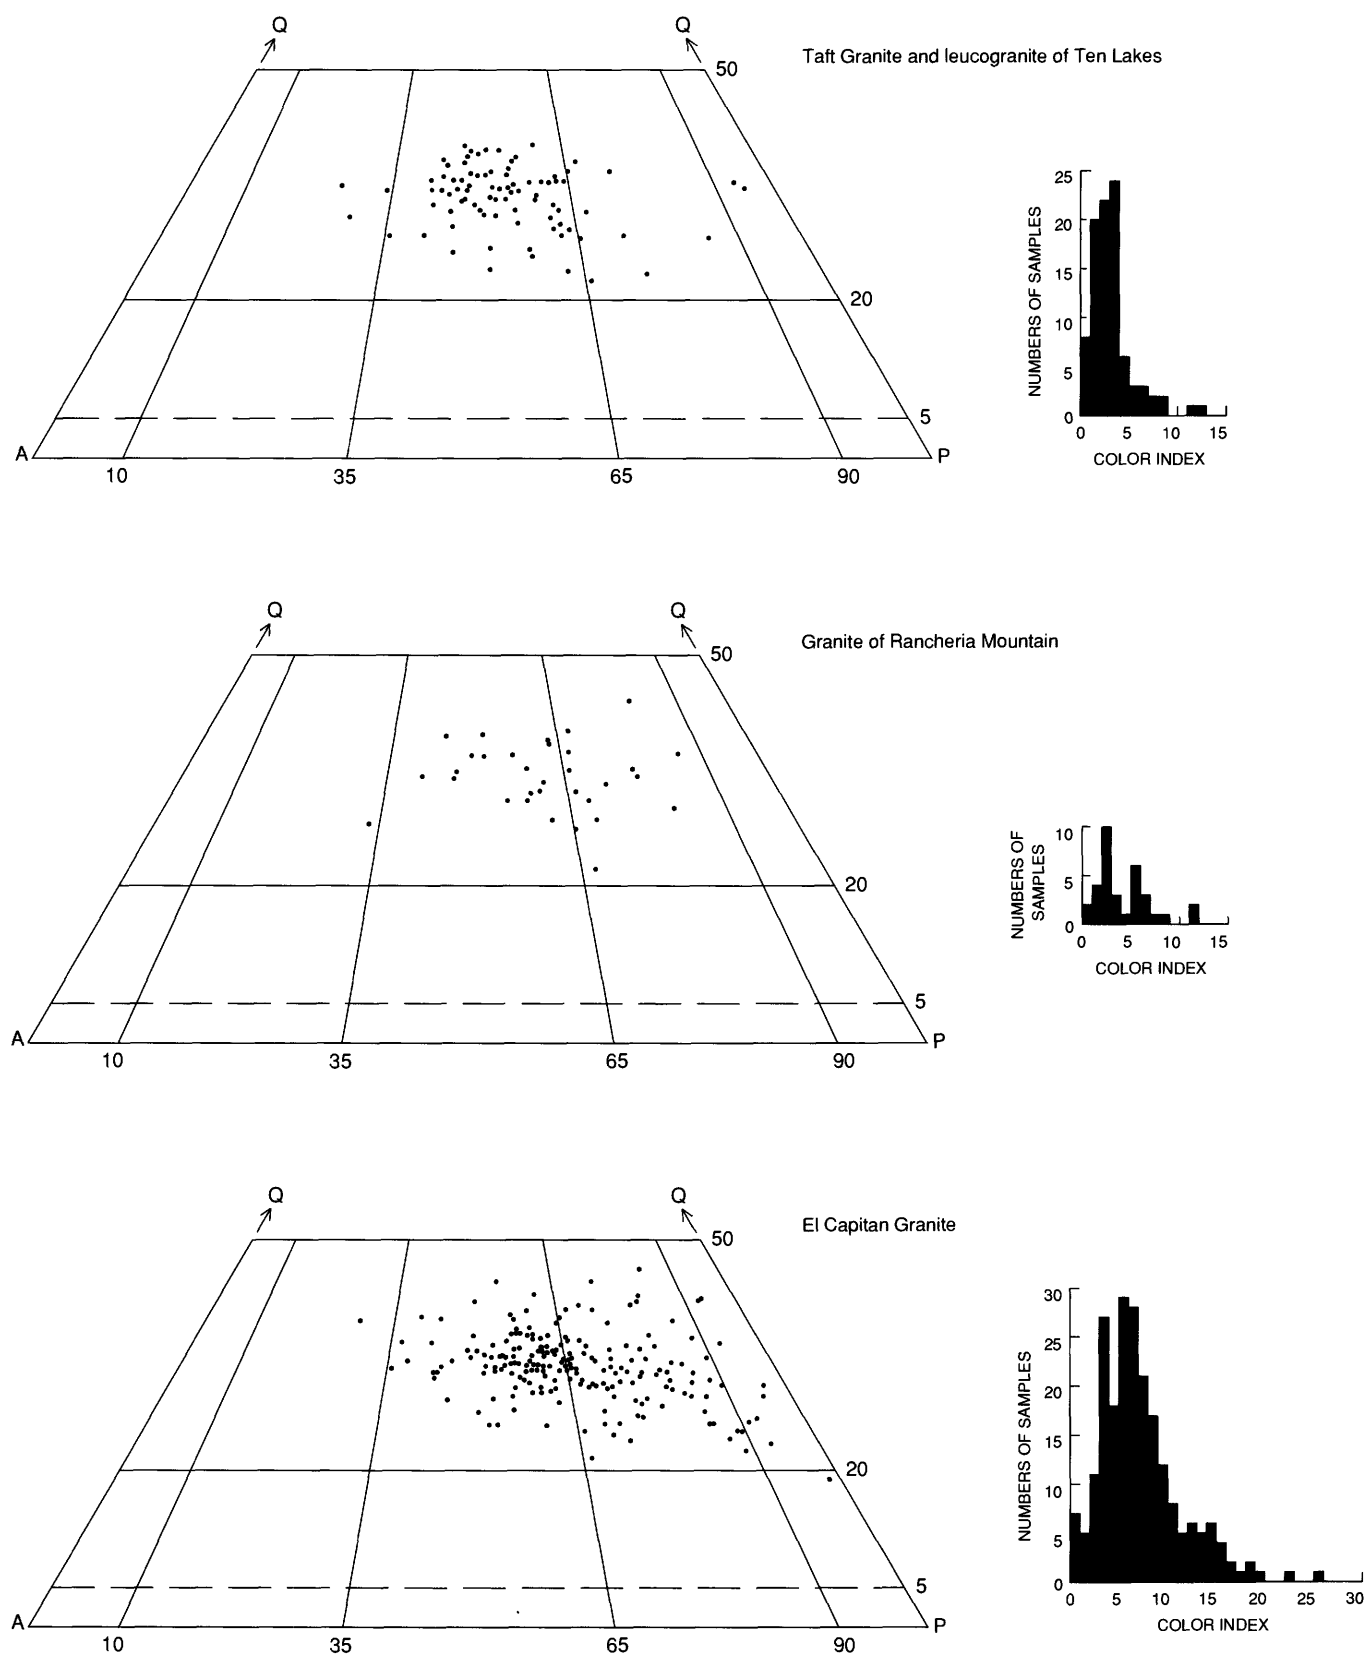 Q Q
Taft Granite and leucogranite of Ten Lakes
50
20
5
A P
10 35 65 90
NUMBERS OF SAMPLES
25
20
15
10
5
0
0 5 10 15
COLOR INDEX
Q Q
Granite of Rancheria Mountain
50
20
5
A P
10 35 65 90
NUMBERS OF
SAMPLES
10
5
0
0 5 10 15
COLOR INDEX
Q Q
El Capitan Granite
50
20
5
A P
10 35 65 90
NUMBERS OF SAMPLES
30
25
20
15
10
5
0
0 5 10 15 20 25 30
COLOR INDEX